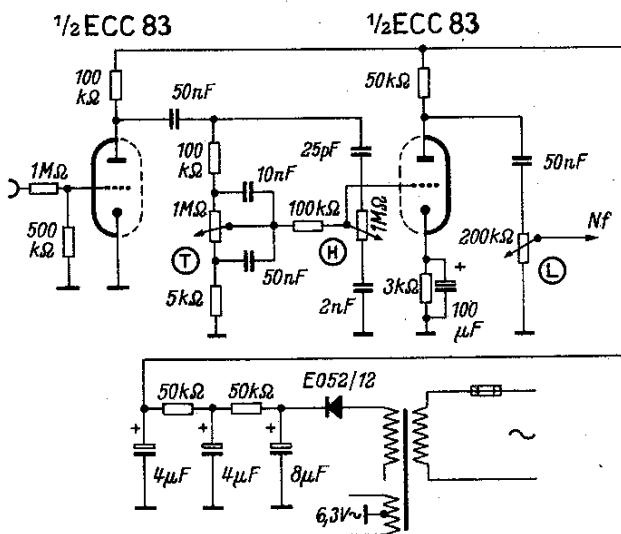 1/2 ECC 83
1/2 ECC 83
100 kΩ
50nF
50kΩ
100 kΩ
25pF
50nF
1MΩ
10nF
500 kΩ
1MΩ
100kΩ
1MΩ
200kΩ
Nf
T
H
L
50nF
5kΩ
2nF
3kΩ
+
100 µF
E052/12
50kΩ
50kΩ
+
+
+
4µF
4µF
8µF
~
6,3V~